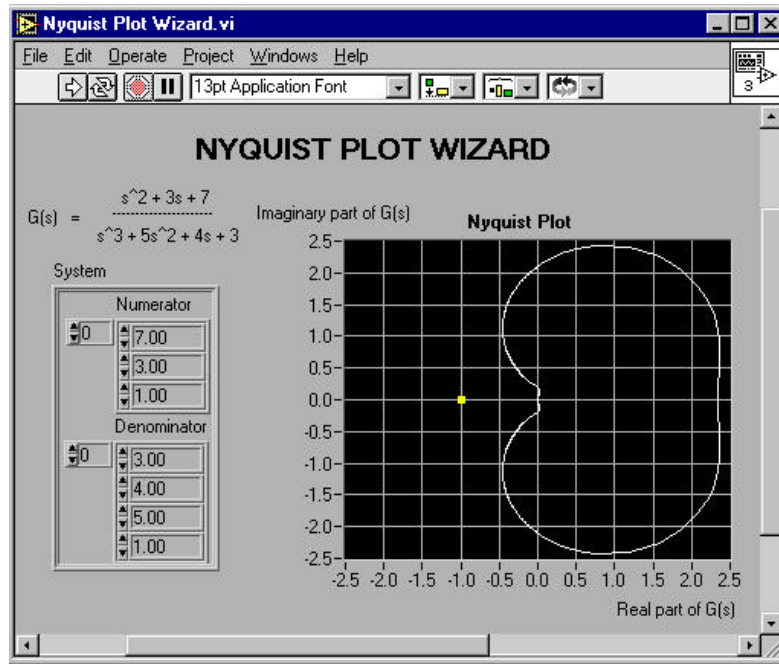 Nyquist Plot Wizard.vi
File Edit Operate Project Windows Help
13pt Application Font
3
NYQUIST PLOT WIZARD
G(s) =
s^2 + 3s + 7
----------------------
s^3 + 5s^2 + 4s + 3
Imaginary part of G(s)
Nyquist Plot
System
Numerator
0
7.00
3.00
1.00
Denominator
0
3.00
4.00
5.00
1.00
2.5
2.0
1.5
1.0
0.5
0.0
-0.5
-1.0
-1.5
-2.0
-2.5
-2.5 -2.0 -1.5 -1.0 -0.5 0.0 0.5 1.0 1.5 2.0 2.5
Real part of G(s)